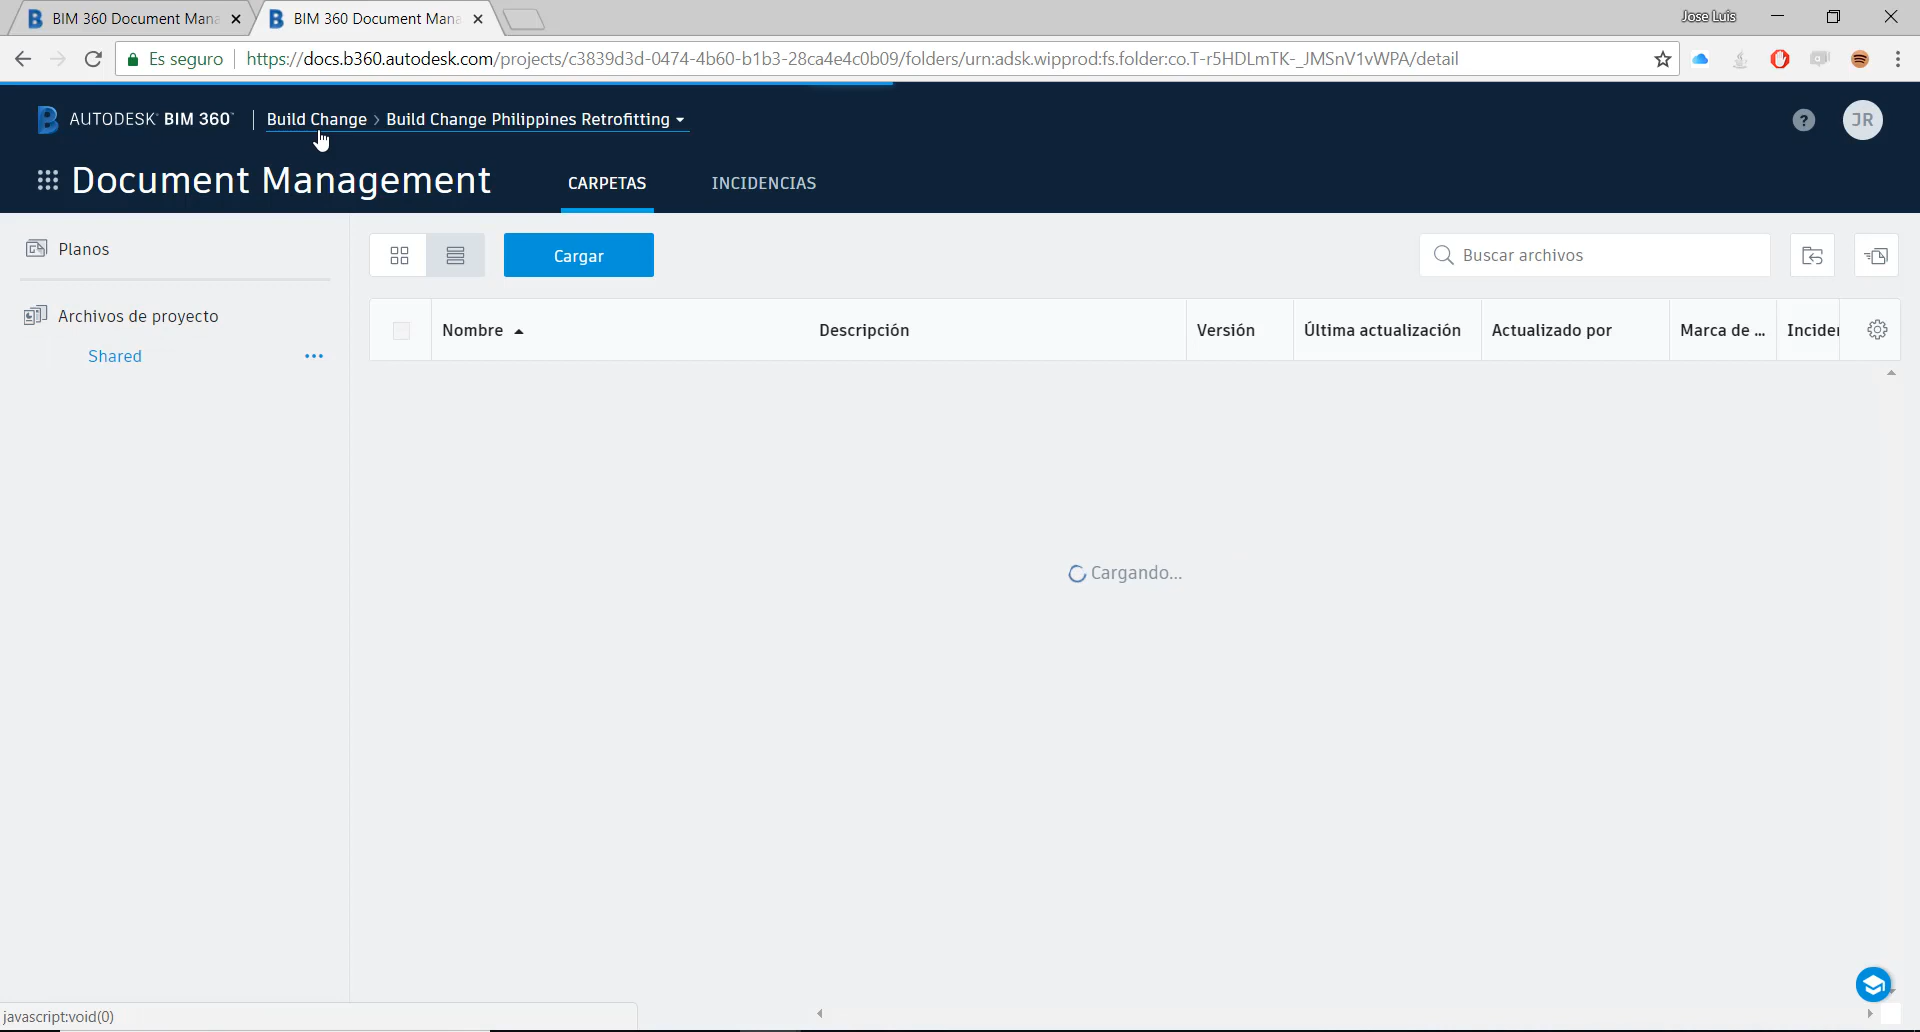 BIM 360 Document Mana
BIM 360 Document Mana
Jose Luis
Es seguro
https://docs.b360.autodesk.com/projects/c3839d3d-0474-4b60-b1b3-28ca4e4c0b09/folders/urn:adsk.wipprod:fs.folder:co.T-r5HDLmTK-_JMSnV1vWPA/detail
AUTODESK BIM 360
Build Change > Build Change Philippines Retrofitting
?
JR
Document Management
CARPETAS
INCIDENCIAS
Planos
Cargar
Buscar archivos
Archivos de proyecto
Shared
Nombre
Descripción
Versión
Última actualización
Actualizado por
Marca de ...
Inciden
Cargando...
javascript:void(0)